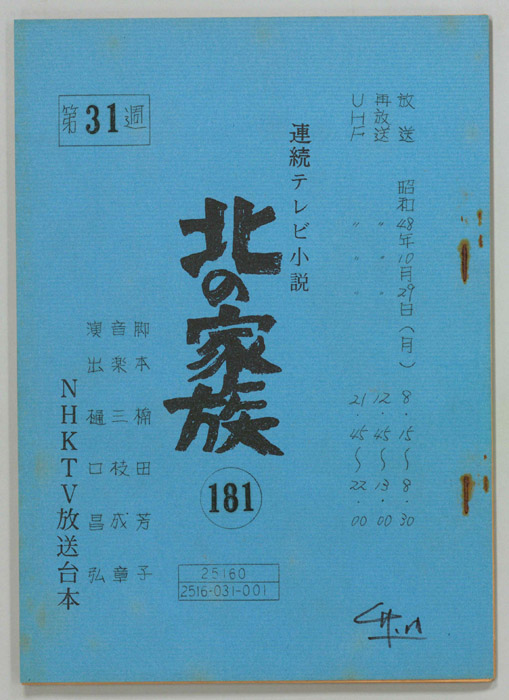 放送 昭和48年10月29日(月) 8・15〜8・30
再放送 〃 〃 〃 12・45〜13・00
UHF 〃 〃 〃 21・45〜22・00
連続テレビ小説
北の家族
181
第31週
脚本 楠田芳子
音楽 三枝成章
演出 樋口昌弘
NHKTV放送台本
25160
2516-031-001